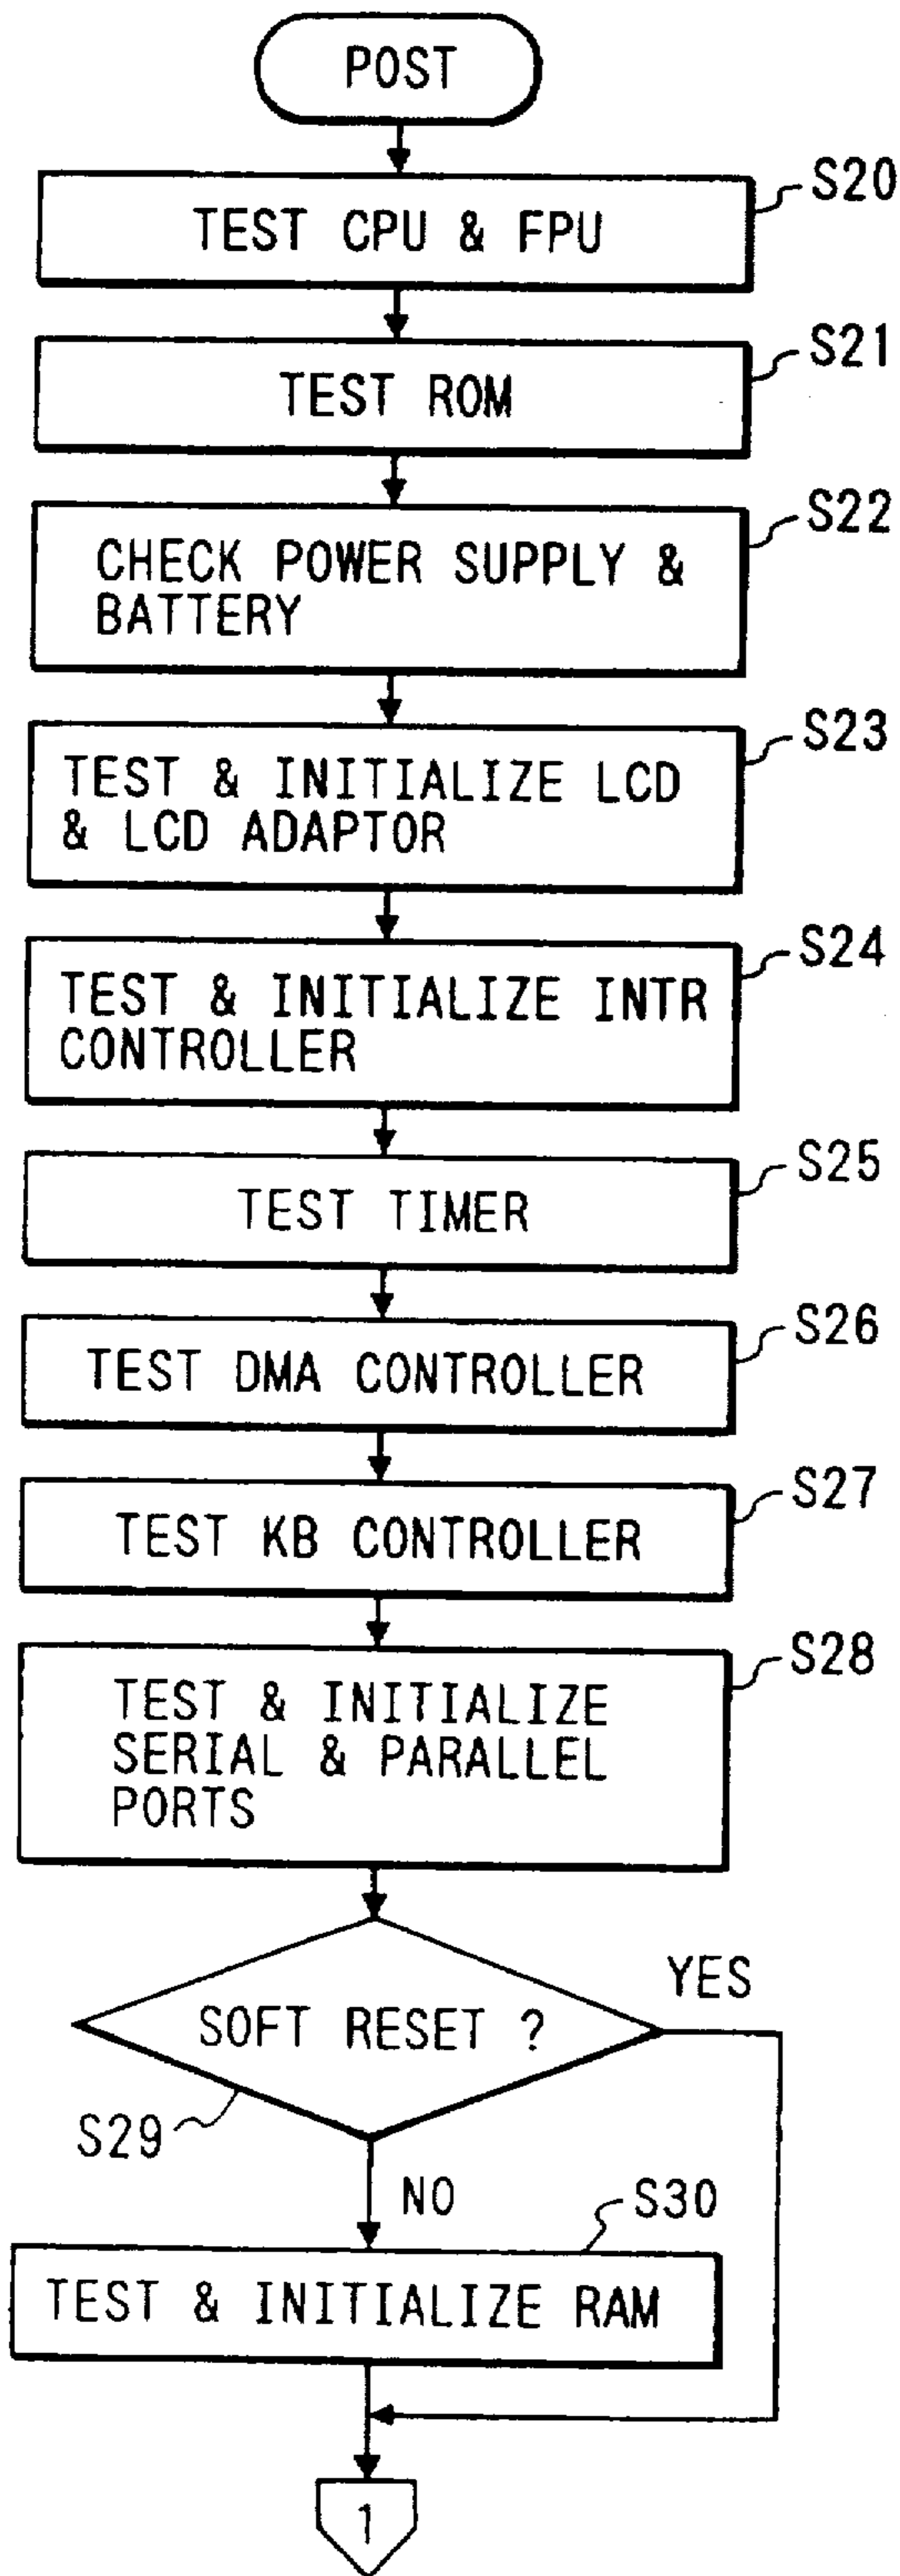 POST
S20
TEST CPU & FPU
S21
TEST ROM
S22
CHECK POWER SUPPLY &
BATTERY
S23
TEST & INITIALIZE LCD
& LCD ADAPTOR
S24
TEST & INITIALIZE INTR
CONTROLLER
S25
TEST TIMER
S26
TEST DMA CONTROLLER
S27
TEST KB CONTROLLER
S28
TEST & INITIALIZE
SERIAL & PARALLEL
PORTS
YES
SOFT RESET ?
S29
NO
S30
TEST & INITIALIZE RAM
1